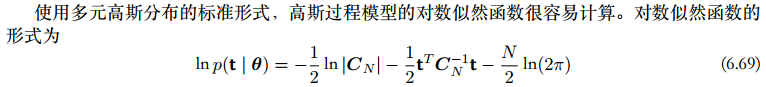 使用多元高斯分布的标准形式，高斯过程模型的对数似然函数很容易计算。对数似然函数的
形式为
ln p(t | θ) = −1/2 ln |C_N| − 1/2 t^T C_N^{−1} t − N/2 ln(2π) (6.69)